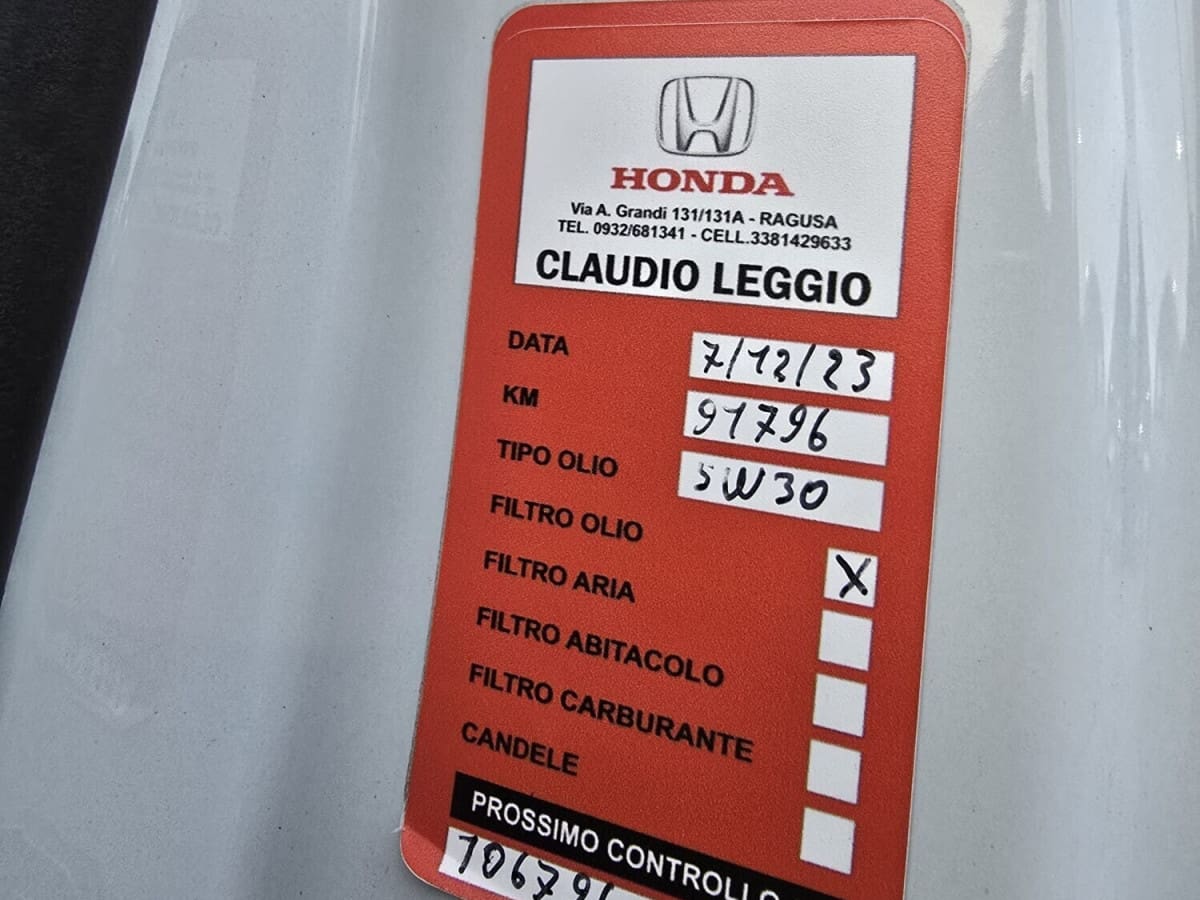 HONDA
Via A. Grandi 131/131A - RAGUSA
TEL. 0932/681341 - CELL.3381429633
CLAUDIO LEGGIO
DATA 7/12/23
KM 91796
TIPO OLIO 5W30
FILTRO OLIO X
FILTRO ARIA
FILTRO ABITACOLO
FILTRO CARBURANTE
CANDELE
PROSSIMO CONTROLLO
106796